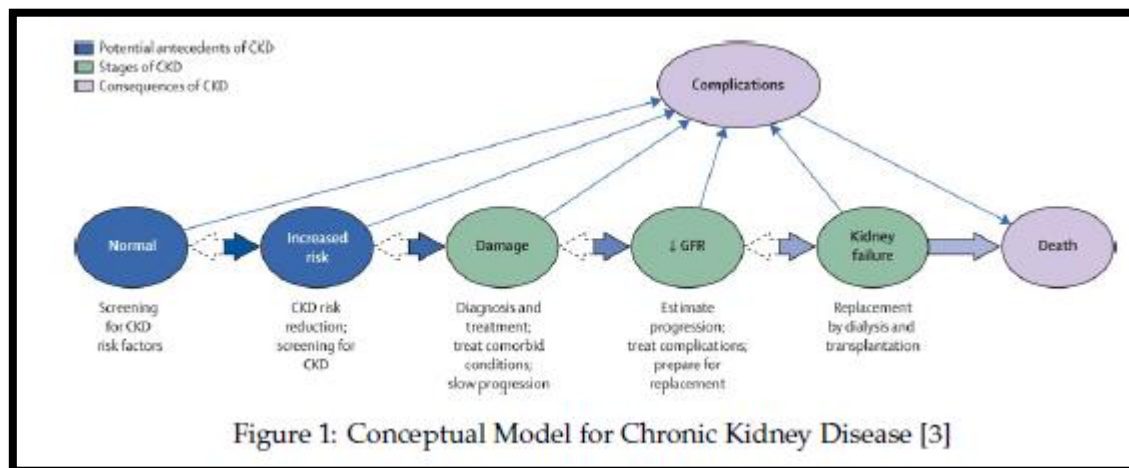 Potential antecedents of CKD
Stages of CKD
Consequences of CKD
Complications
Normal
Increased
risk
Damage
↓ GFR
Kidney
failure
Death
Screening
for CKD
risk factors
CKD risk
reduction;
screening for
CKD
Diagnosis and
treatment;
treat comorbid
conditions;
slow progression
Estimate
progression;
treat complications;
prepare for
replacement
Replacement
by dialysis and
transplantation
Figure 1: Conceptual Model for Chronic Kidney Disease [3]